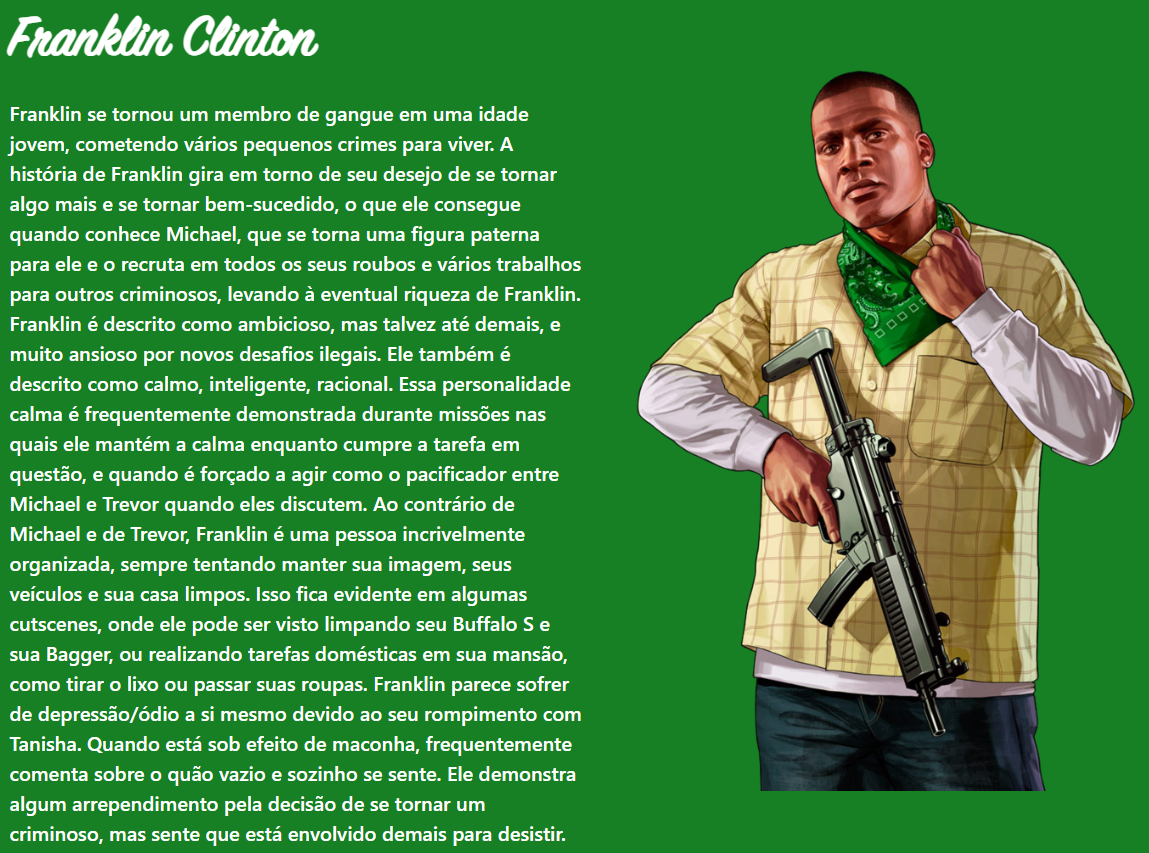 Franklin Clinton
Franklin se tornou um membro de gangue em uma idade
jovem, cometendo vários pequenos crimes para viver. A
história de Franklin gira em torno de seu desejo de se tornar
algo mais e se tornar bem-sucedido, o que ele consegue
quando conhece Michael, que se torna uma figura paterna
para ele e o recruta em todos os seus roubos e vários trabalhos
para outros criminosos, levando à eventual riqueza de Franklin.
Franklin é descrito como ambicioso, mas talvez até demais, e
muito ansioso por novos desafios ilegais. Ele também é
descrito como calmo, inteligente, racional. Essa personalidade
calma é frequentemente demonstrada durante missões nas
quais ele mantém a calma enquanto cumpre a tarefa em
questão, e quando é forçado a agir como o pacificador entre
Michael e Trevor quando eles discutem. Ao contrário de
Michael e de Trevor, Franklin é uma pessoa incrivelmente
organizada, sempre tentando manter sua imagem, seus
veículos e sua casa limpos. Isso fica evidente em algumas
cutscenes, onde ele pode ser visto limpando seu Buffalo S e
sua Bagger, ou realizando tarefas domésticas em sua mansão,
como tirar o lixo ou passar suas roupas. Franklin parece sofrer
de depressão/ódio a si mesmo devido ao seu rompimento com
Tanisha. Quando está sob efeito de maconha, frequentemente
comenta sobre o quão vazio e sozinho se sente. Ele demonstra
algum arrependimento pela decisão de se tornar um
criminoso, mas sente que está envolvido demais para desistir.